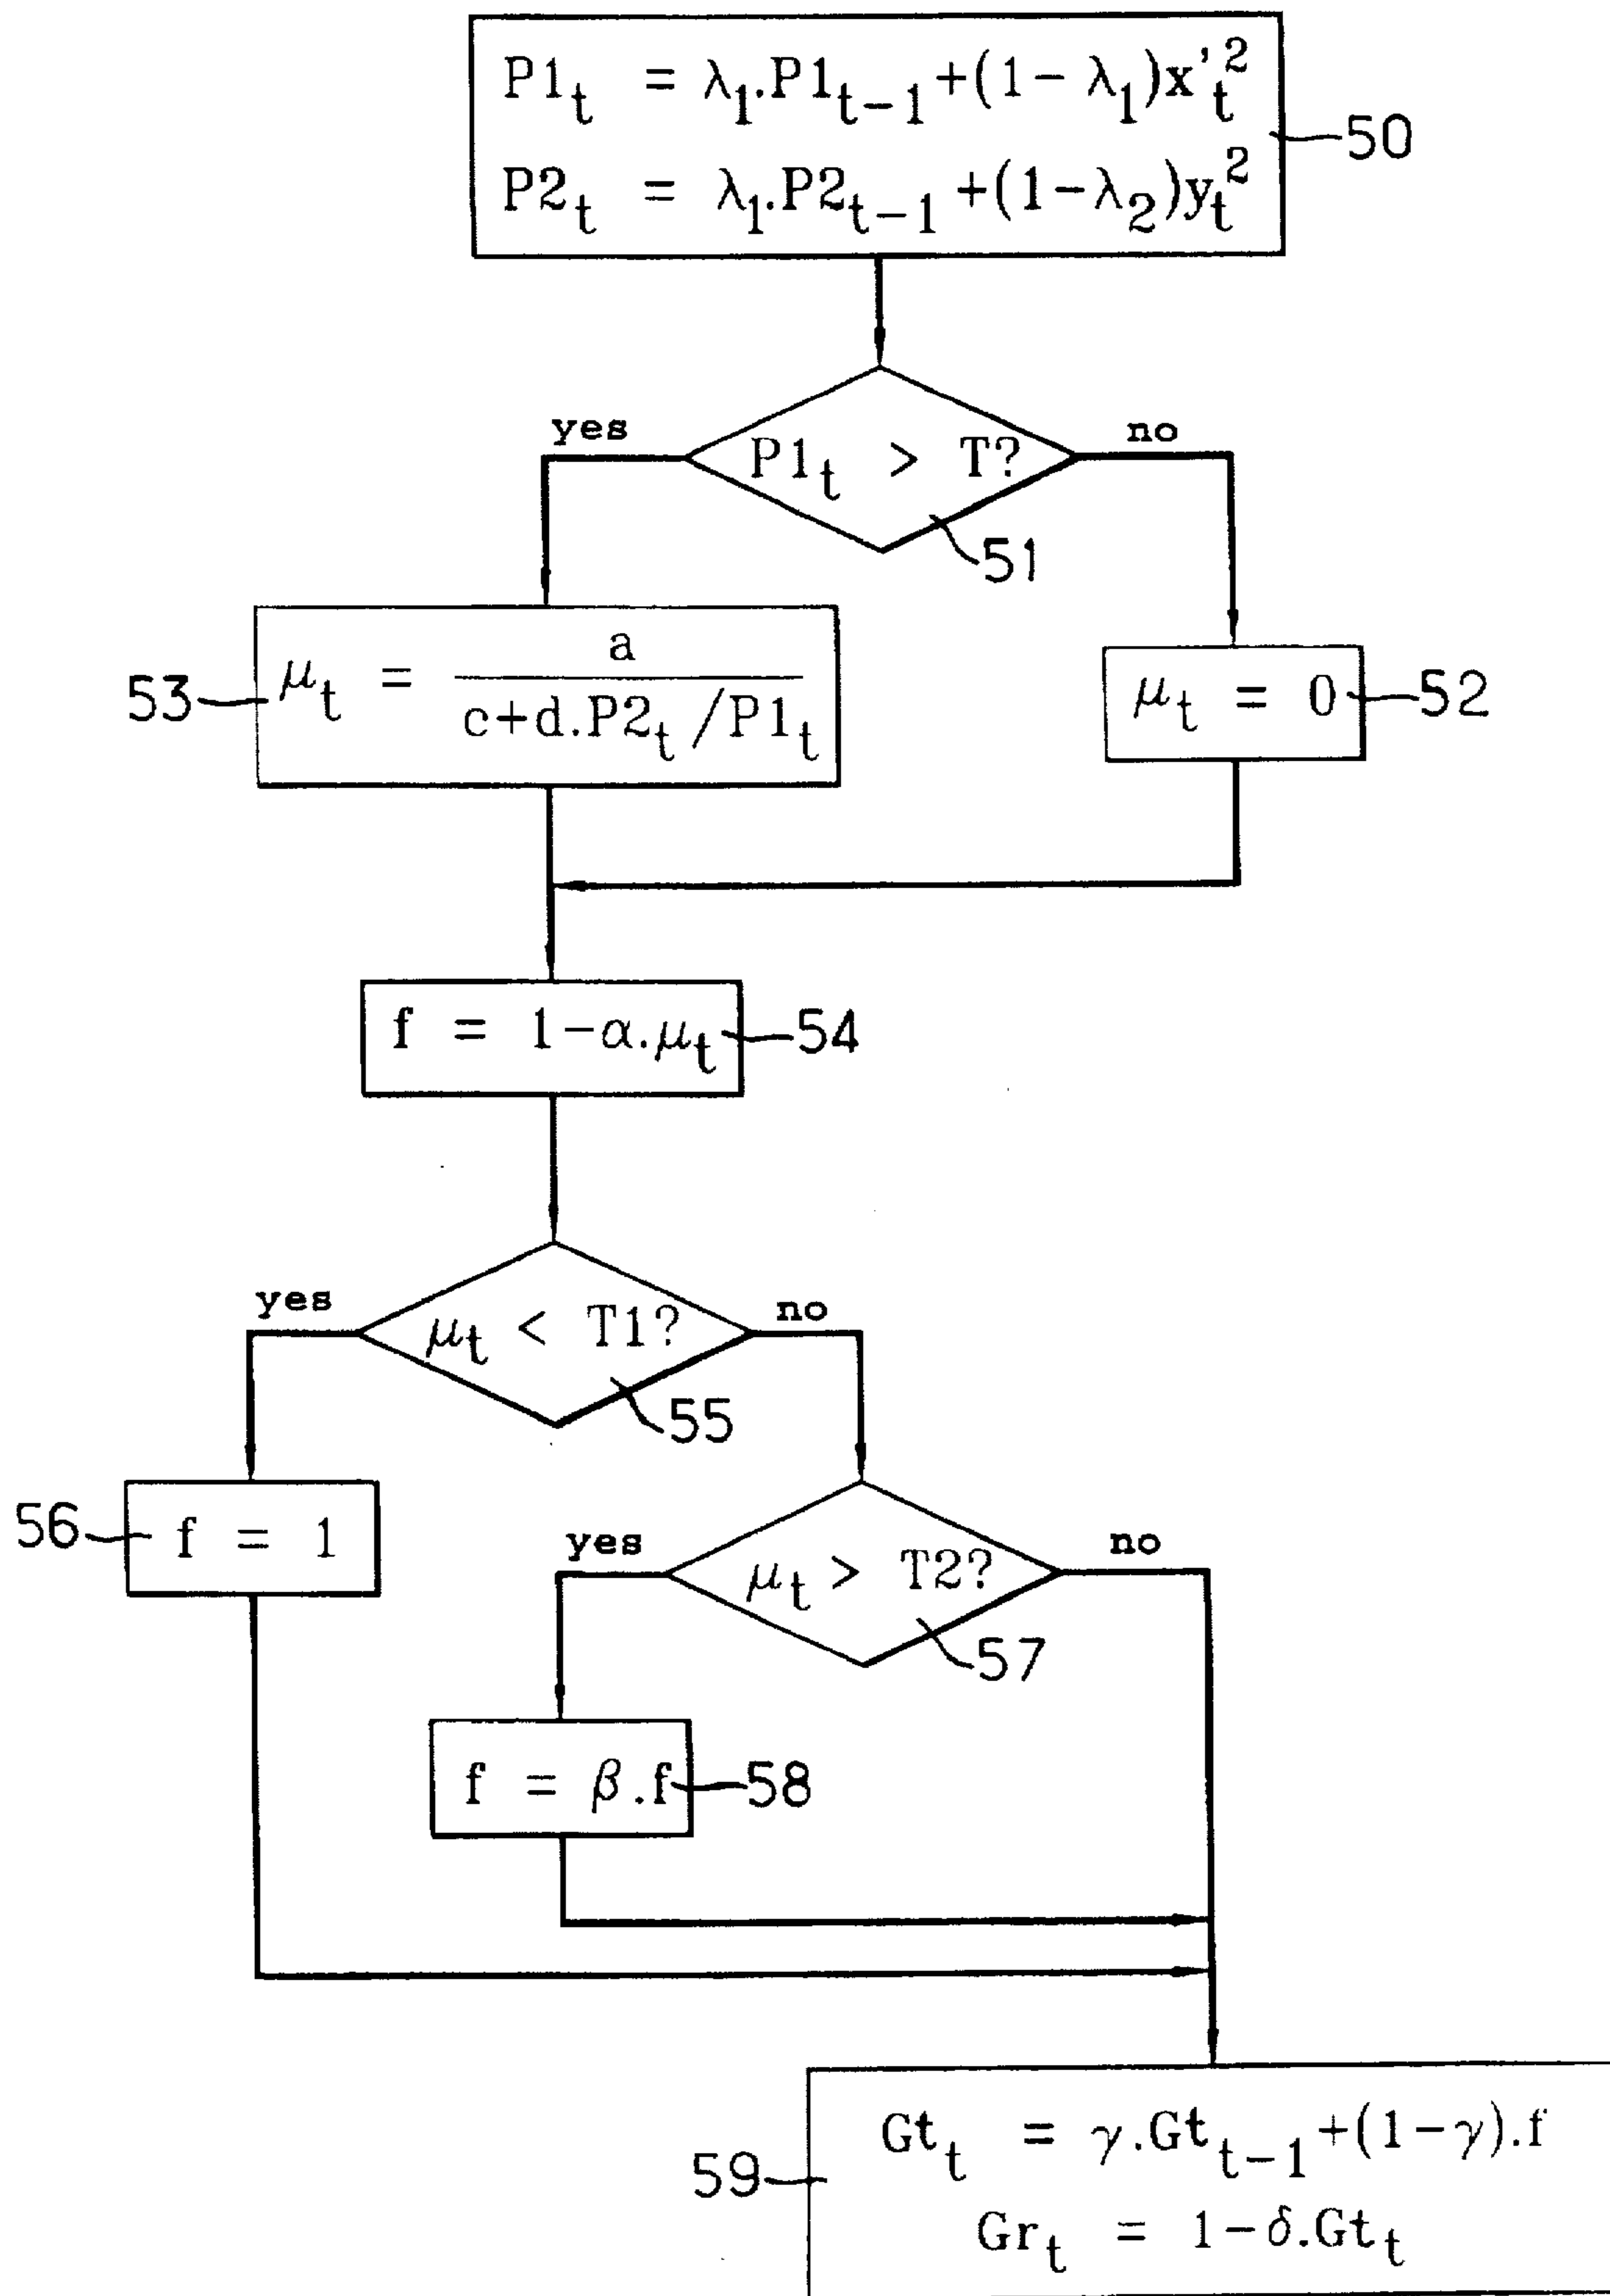 P1ₜ = λ₁.P1ₜ₋₁+(1- λ₁)x'ₜ²
P2ₜ = λ₁.P2ₜ₋₁+(1-λ₂)yₜ²
50
yes
P1ₜ > T?
no
51
53
μₜ = a / c+d.P2ₜ/P1ₜ
μₜ = 0
52
f = 1-α.μₜ
54
yes
μₜ < T1?
no
55
56
f = 1
yes
μₜ > T2?
no
57
f = β.f
58
59
Gtₜ = γ.Gtₜ₋₁+(1-γ).f
Grₜ = 1-δ.Gtₜ